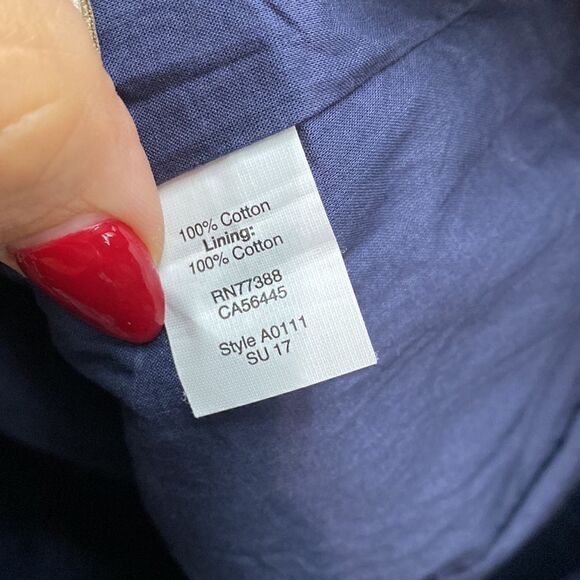 100% Cotton
Lining:
100% Cotton
RN77388
CA56445
Style A0111
SU 17